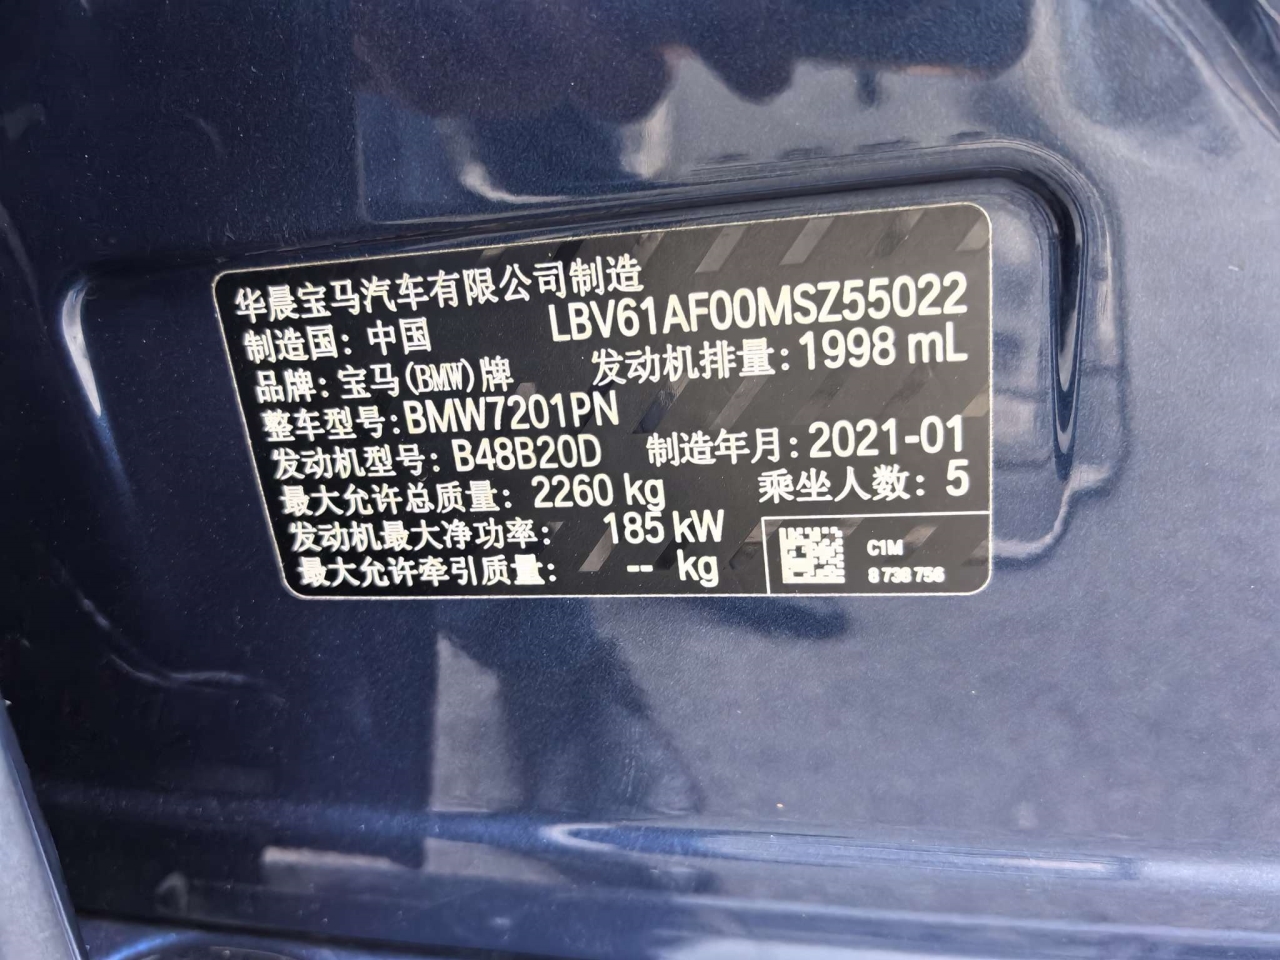 华晨宝马汽车有限公司制造
制造国：中国 LBV61AF00MSZ55022
品牌：宝马(BMW)牌 发动机排量：1998 mL
整车型号：BMW7201PN
发动机型号：B48B20D 制造年月：2021-01
最大允许总质量：2260 kg 乘坐人数：5
发动机最大净功率： 185 kW
最大允许牵引质量： -- kg
C1M
8 738 756